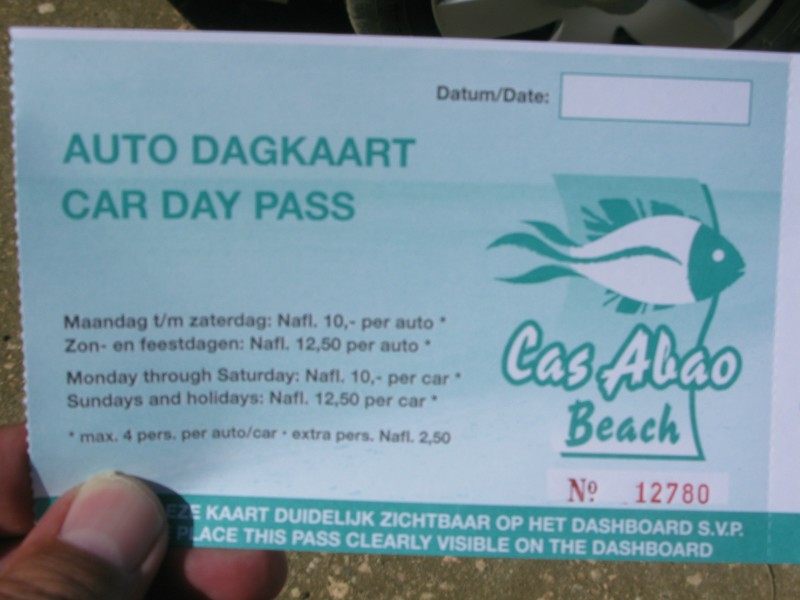 Datum/Date:
AUTO DAGKAART
CAR DAY PASS
Maandag t/m zaterdag: Nafl. 10,- per auto *
Zon- en feestdagen: Nafl. 12,50 per auto *
Monday through Saturday: Nafl. 10,- per car *
Sundays and holidays: Nafl. 12,50 per car *
* max. 4 pers. per auto/car · extra pers. Nafl. 2,50
Cas Abao
Beach
Nº 12780
KAART DUIDELIJK ZICHTBAAR OP HET DASHBOARD S.V.P.
PLACE THIS PASS CLEARLY VISIBLE ON THE DASHBOARD